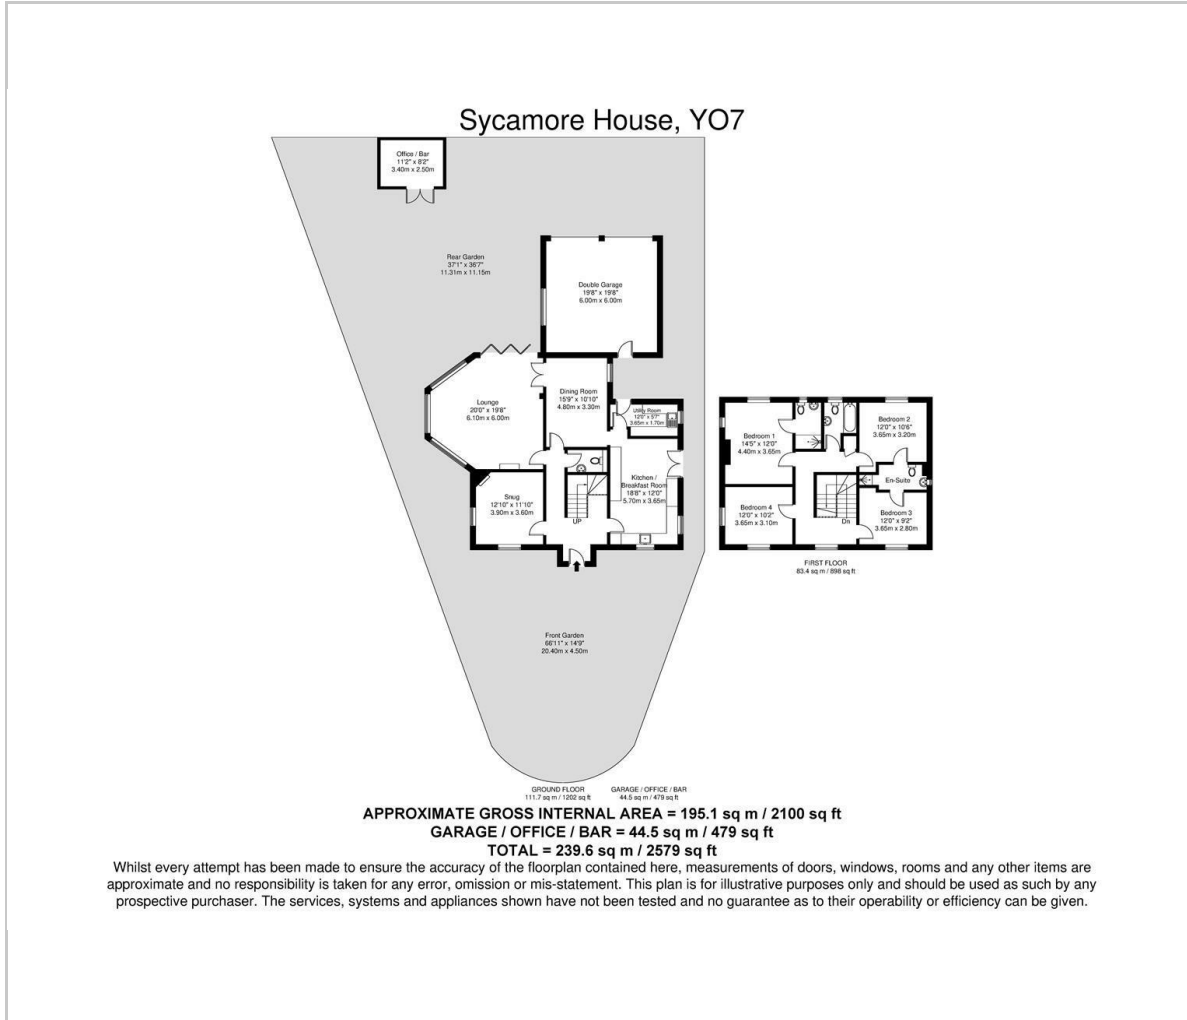 Sycamore House, YO7
Office / Bar
11'2" x 8'2"
3.40m x 2.50m
Rear Garden
37'1" x 36'7"
11.31m x 11.15m
Double Garage
19'8" x 19'8"
6.00m x 6.00m
Lounge
20'0" x 19'8"
6.10m x 6.00m
Dining Room
15'9" x 10'10"
4.80m x 3.30m
Utility Room
12'0" x 5'7"
3.65m x 1.70m
Kitchen /
Breakfast Room
18'8" x 12'0"
5.70m x 3.65m
Snug
12'10" x 11'10"
3.90m x 3.60m
UP
Front Garden
66'11" x 14'9"
20.40m x 4.50m
Bedroom 1
14'5" x 12'0"
4.40m x 3.65m
Bedroom 2
12'0" x 10'6"
3.65m x 3.20m
En-Suite
Bedroom 4
12'0" x 10'2"
3.65m x 3.10m
Dn
Bedroom 3
12'0" x 9'2"
3.65m x 2.80m
FIRST FLOOR
83.4 sq m / 898 sq ft
GROUND FLOOR
111.7 sq m / 1202 sq ft
GARAGE / OFFICE / BAR
44.5 sq m / 479 sq ft
APPROXIMATE GROSS INTERNAL AREA = 195.1 sq m / 2100 sq ft
GARAGE / OFFICE / BAR = 44.5 sq m / 479 sq ft
TOTAL = 239.6 sq m / 2579 sq ft
Whilst every attempt has been made to ensure the accuracy of the floorplan contained here, measurements of doors, windows, rooms and any other items are
approximate and no responsibility is taken for any error, omission or mis-statement. This plan is for illustrative purposes only and should be used as such by any
prospective purchaser. The services, systems and appliances shown have not been tested and no guarantee as to their operability or efficiency can be given.